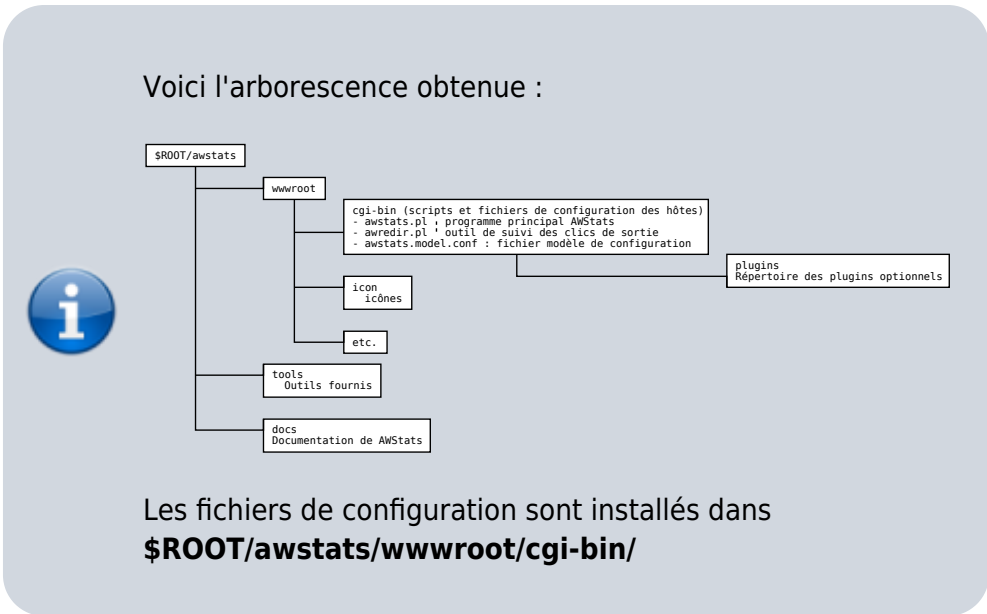 Voici l'arborescence obtenue :
$ROOT/awstats
wwwroot
cgi-bin (scripts et fichiers de configuration des hôtes)
- awstats.pl : programme principal AWStats
- awredir.pl : outil de suivi des clics de sortie
- awstats.model.conf : fichier modèle de configuration
plugins
Répertoire des plugins optionnels
icon
icônes
etc.
tools
Outils fournis
docs
Documentation de AWStats
Les fichiers de configuration sont installés dans
$ROOT/awstats/wwwroot/cgi-bin/